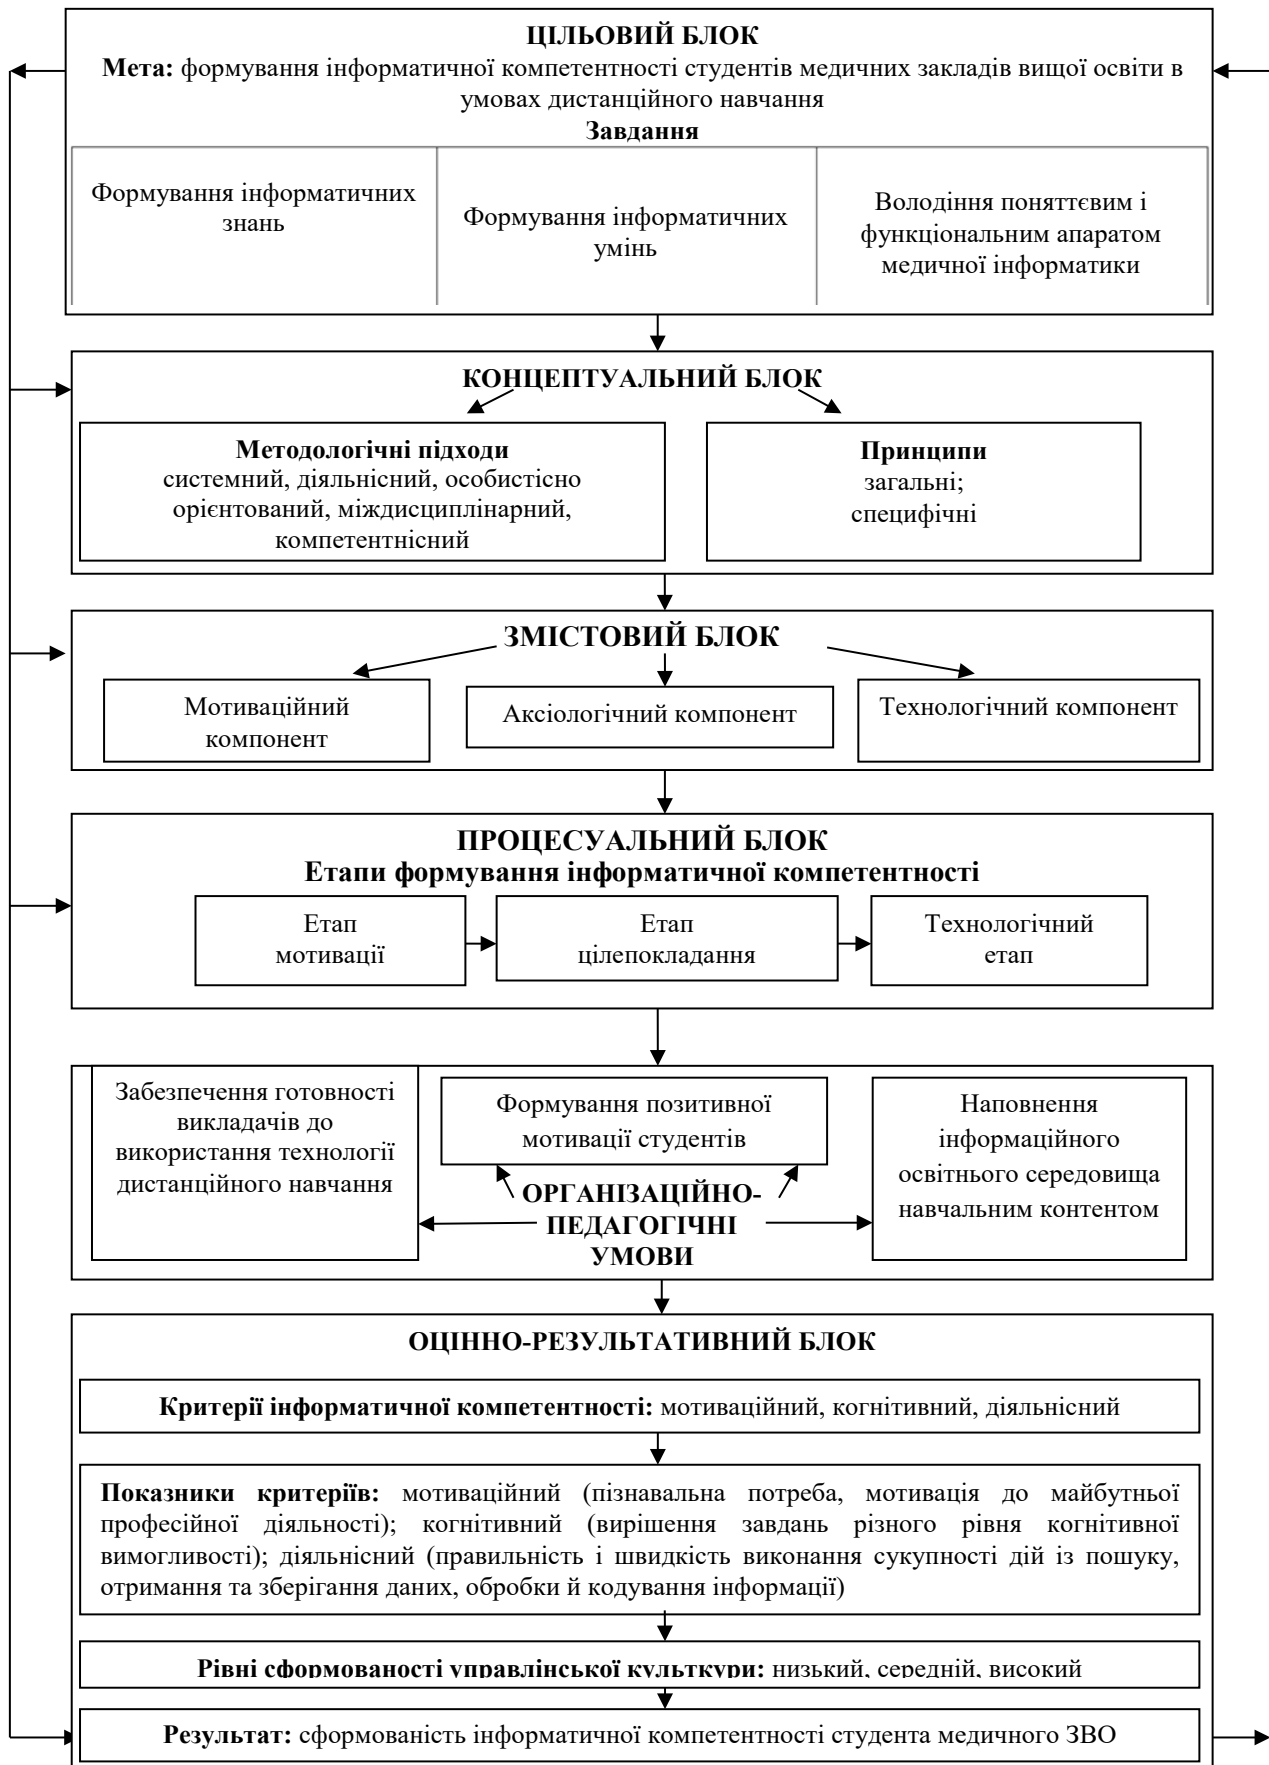 ЦІЛЬОВИЙ БЛОК
Мета: формування інформатичної компетентності студентів медичних закладів вищої освіти в
умовах дистанційного навчання
Завдання
Формування інформатичних
знань
Формування інформатичних
умінь
Володіння поняттєвим і
функціональним апаратом
медичної інформатики
КОНЦЕПТУАЛЬНИЙ БЛОК
Методологічні підходи
системний, діяльнісний, особистісно
орієнтований, міждисциплінарний,
компетентнісний
Принципи
загальні;
специфічні
ЗМІСТОВИЙ БЛОК
Мотиваційний
компонент
Аксіологічний компонент
Технологічний компонент
ПРОЦЕСУАЛЬНИЙ БЛОК
Етапи формування інформатичної компетентності
Етап
мотивації
Етап
цілепокладання
Технологічний
етап
Забезпечення готовності
викладачів до
використання технології
дистанційного навчання
Формування позитивної
мотивації студентів
Наповнення
інформаційного
освітнього середовища
навчальним контентом
ОРГАНІЗАЦІЙНО-
ПЕДАГОГІЧНІ
УМОВИ
ОЦІННО-РЕЗУЛЬТАТИВНИЙ БЛОК
Критерії інформатичної компетентності: мотиваційний, когнітивний, діяльнісний
Показники критеріїв: мотиваційний (пізнавальна потреба, мотивація до майбутньої
професійної діяльності); когнітивний (вирішення завдань різного рівня когнітивної
вимогливості); діяльнісний (правильність і швидкість виконання сукупності дій із пошуку,
отримання та зберігання даних, обробки й кодування інформації)
Рівні сформованості управлінської культкури: низький, середній, високий
Результат: сформованість інформатичної компетентності студента медичного ЗВО